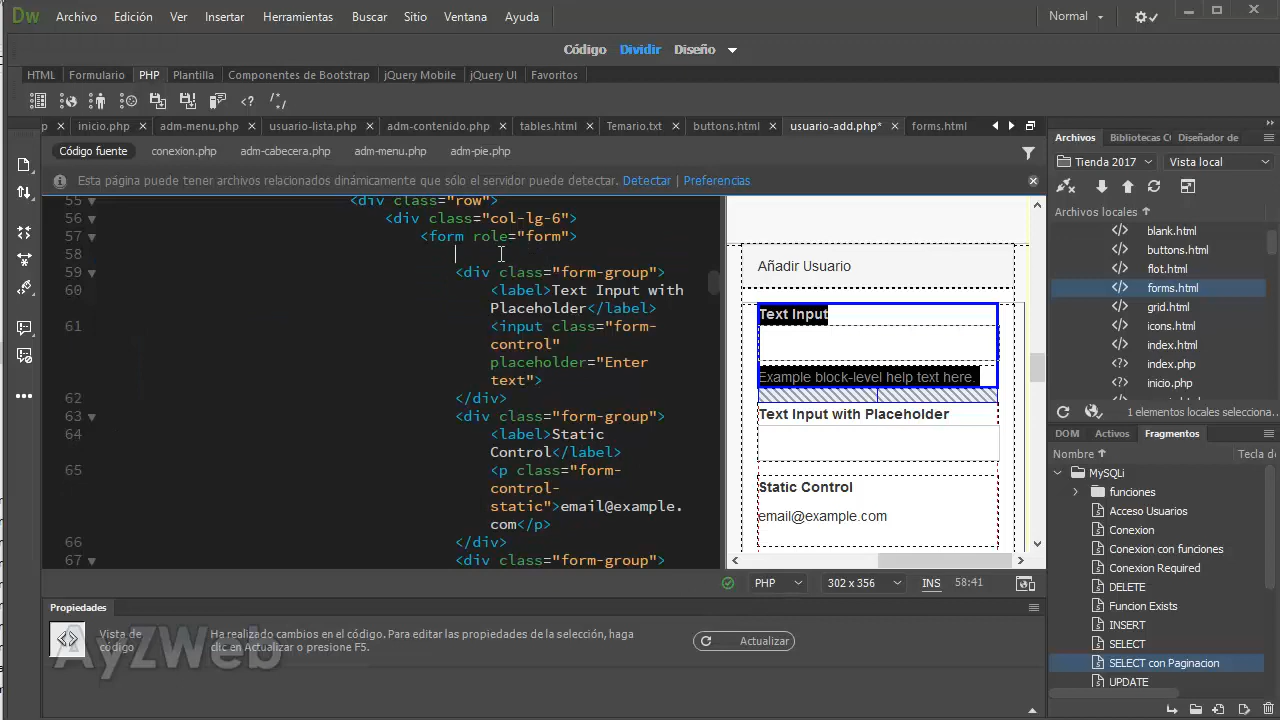 Dw Archivo Edición Ver Insertar Herramientas Buscar Sitio Ventana Ayuda Normal
Código Dividir Diseño
HTML Formulario PHP Plantilla Componentes de Bootstrap jQuery Mobile jQuery UI Favoritos
p inicio.php adm-menu.php usuario-lista.php adm-contenido.php tables.html Temario.txt buttons.html usuario-add.php* forms.html
Código fuente conexion.php adm-cabecera.php adm-menu.php adm-pie.php
Esta página puede tener archivos relacionados dinámicamente que sólo el servidor puede detectar. Detectar | Preferencias
55 <div class="row">
56 <div class="col-lg-6">
57 <form role="form">
58
59 <div class="form-group">
60 <label>Text Input with
Placeholder</label>
61 <input class="form-
control"
placeholder="Enter
text">
62 </div>
63 <div class="form-group">
64 <label>Static
Control</label>
65 <p class="form-
control-
static">email@example.
com</p>
66 </div>
67 <div class="form-group">
Añadir Usuario
Text Input
Example block-level help text here.
Text Input with Placeholder
Static Control
email@example.com
PHP 302 x 356 INS 58:41
Propiedades
Vista de
código
Ha realizado cambios en el código. Para editar las propiedades de la selección, haga
clic en Actualizar o presione F5.
Actualizar
AyZWeb
Archivos Bibliotecas C Diseñador de
Tienda 2017 Vista local
Archivos locales
blank.html
buttons.html
flot.html
forms.html
grid.html
icons.html
index.html
index.php
inicio.php
1 elementos locales selecciona...
DOM Activos Fragmentos
Nombre Tecla de
MySQLi
funciones
Acceso Usuarios
Conexion
Conexion con funciones
Conexion Required
DELETE
Funcion Exists
INSERT
SELECT
SELECT con Paginacion
UPDATE